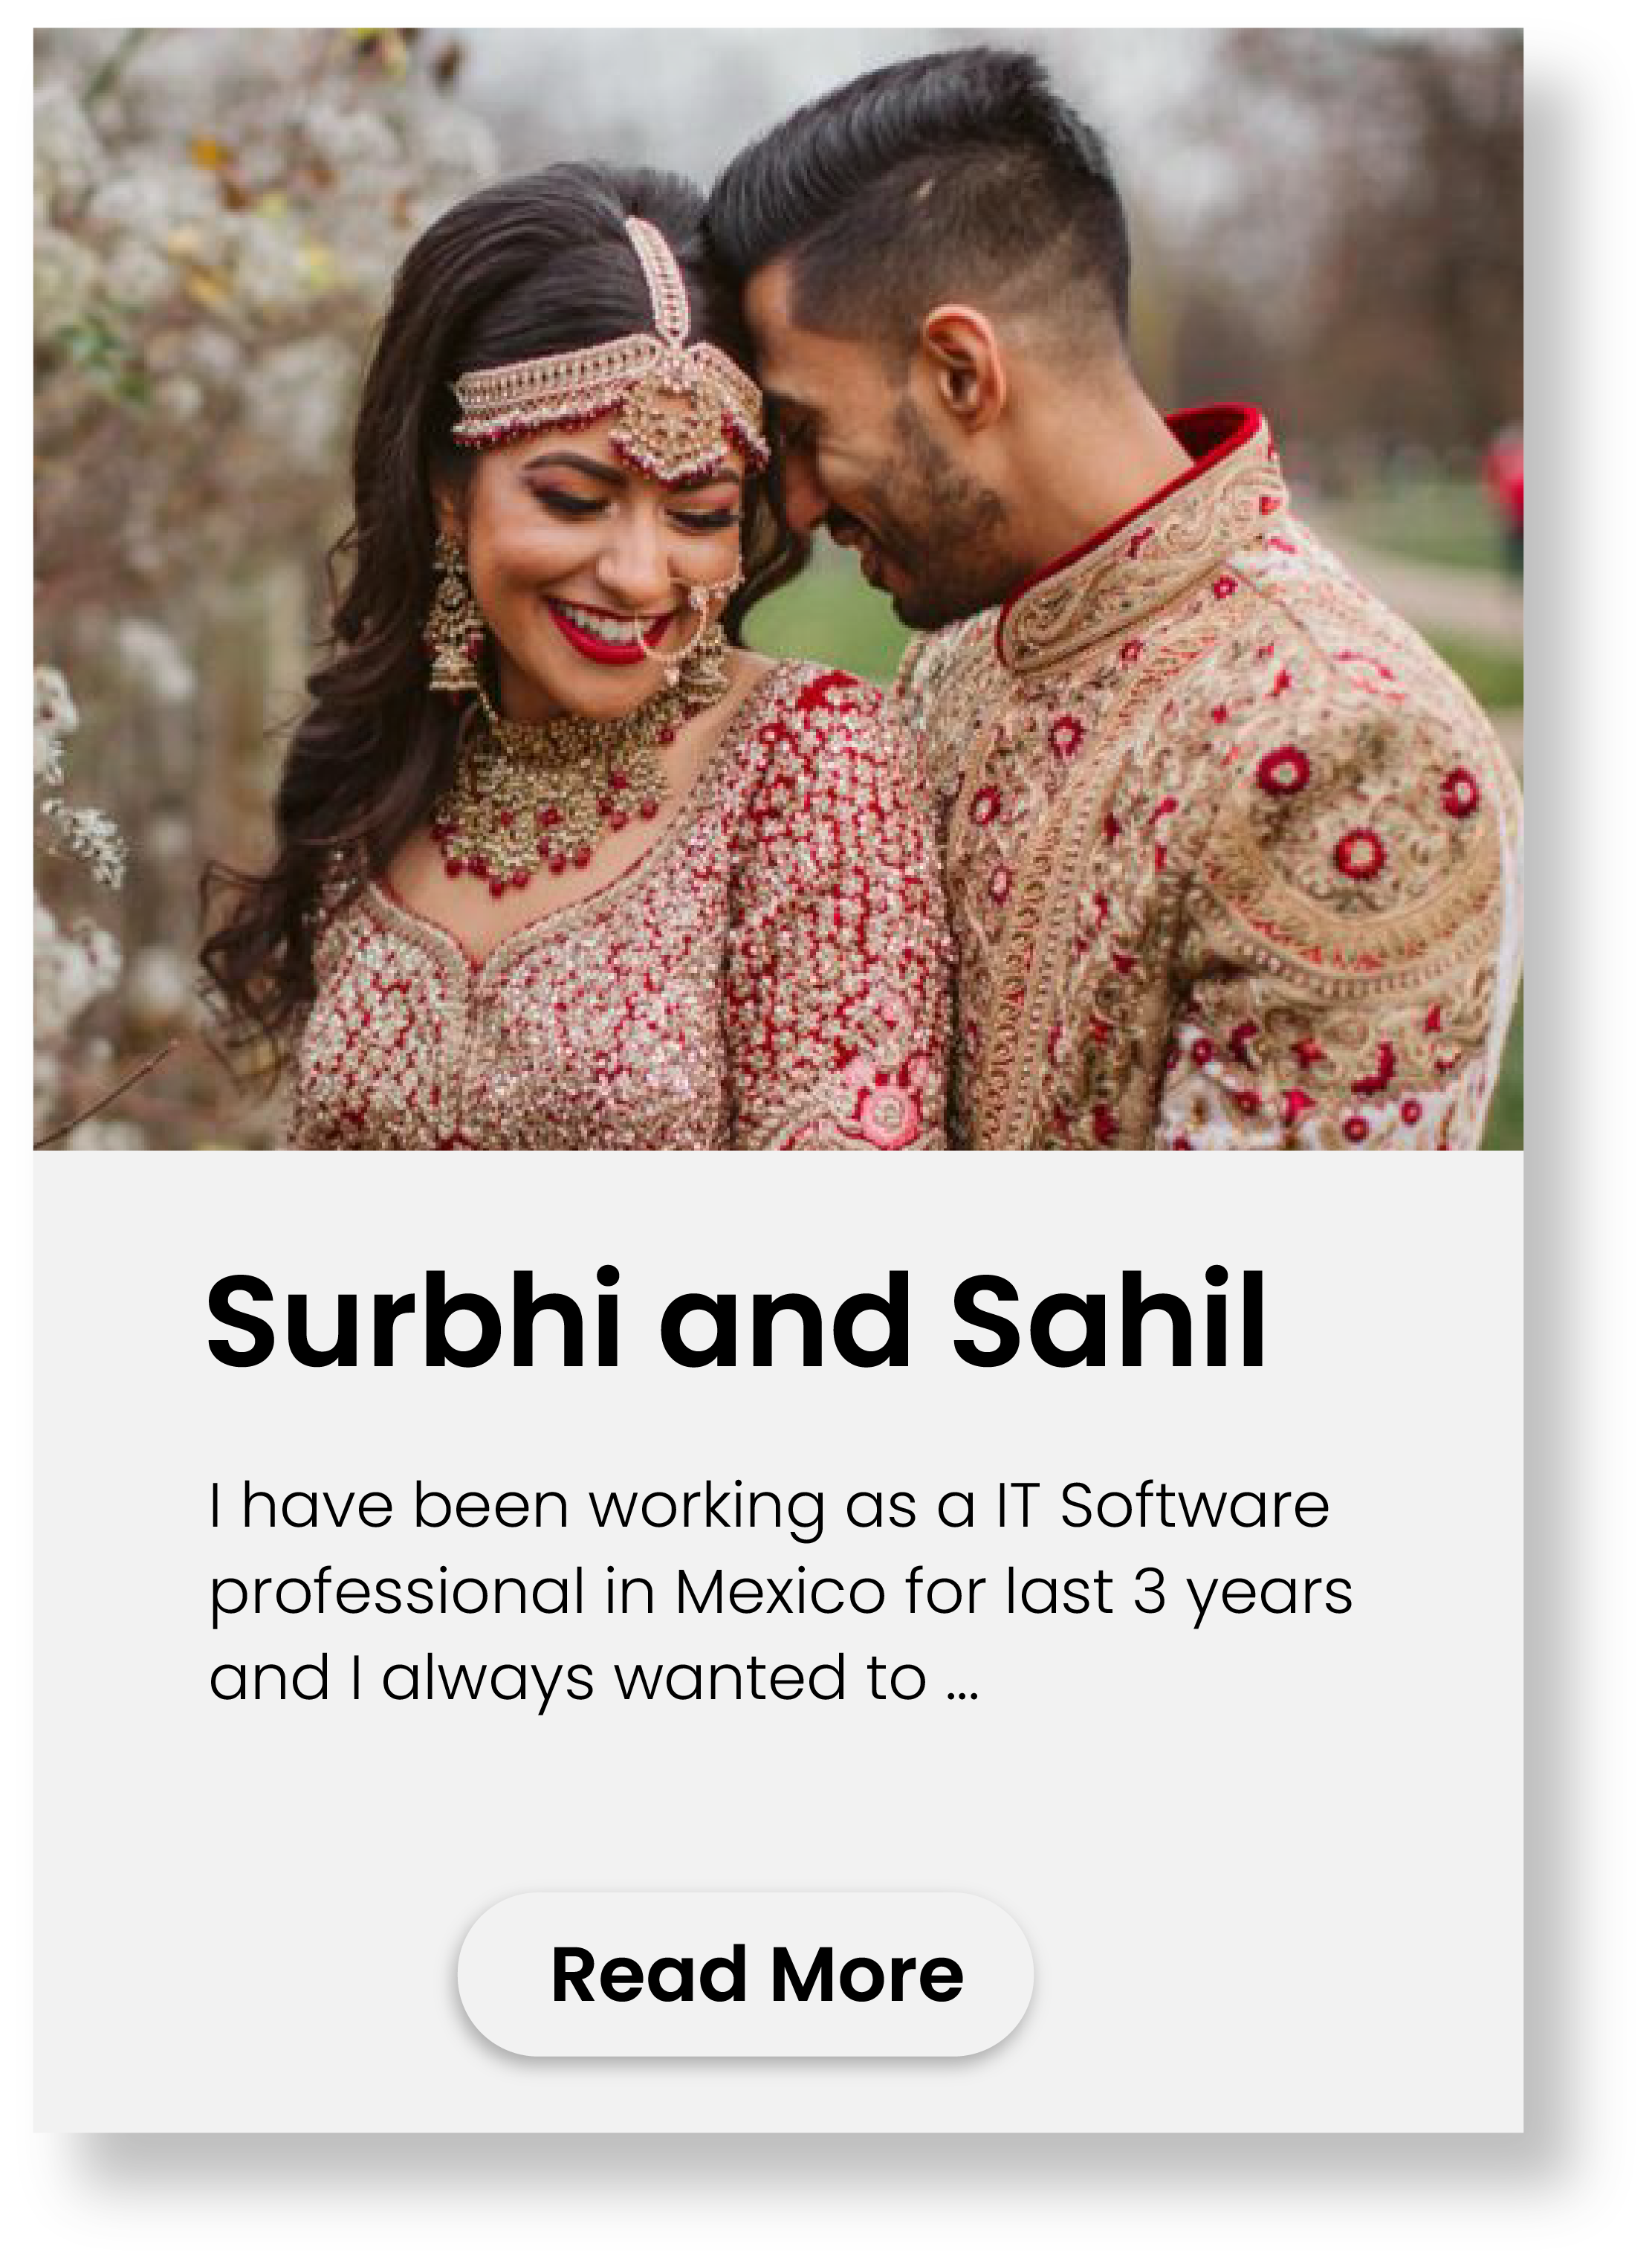 Surbhi and Sahil
I have been working as a IT Software
professional in Mexico for last 3 years
and I always wanted to ...
Read More